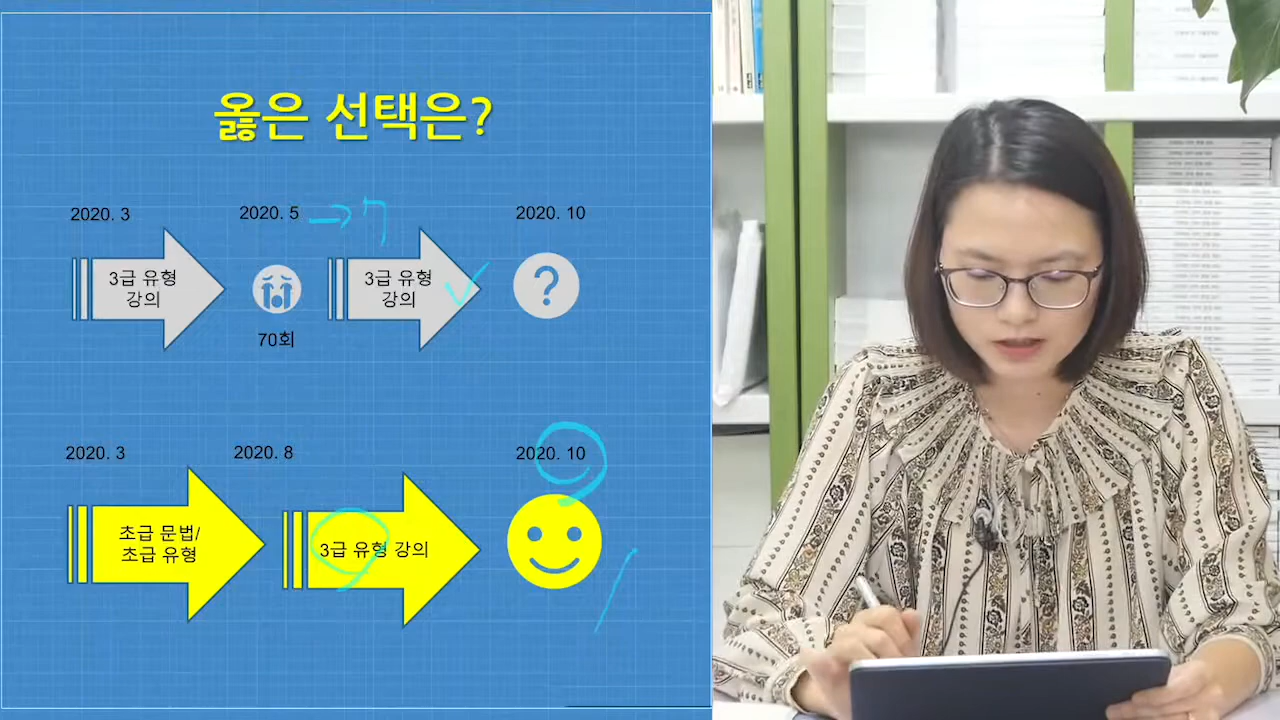 옳은 선택은?
2020. 3
2020. 5
7
2020. 10
3급 유형
강의
3급 유형
강의
?
70회
2020. 3
2020. 8
2020. 10
초급 문법/
초급 유형
3급 유형 강의